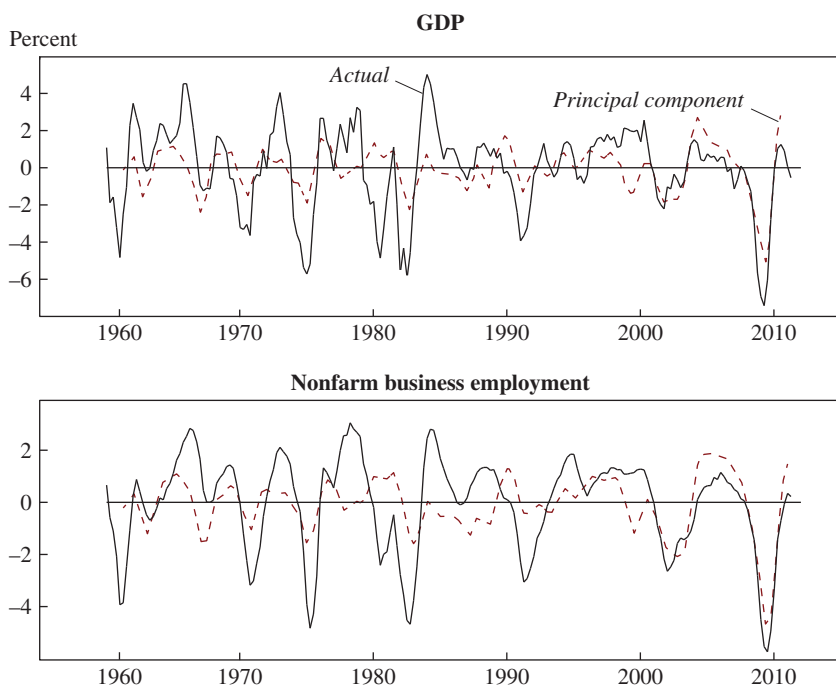 GDP
Percent
Actual
Principal component
4
2
0
–2
–4
–6
1960 1970 1980 1990 2000 2010
Nonfarm business employment
2
0
–2
–4
1960 1970 1980 1990 2000 2010